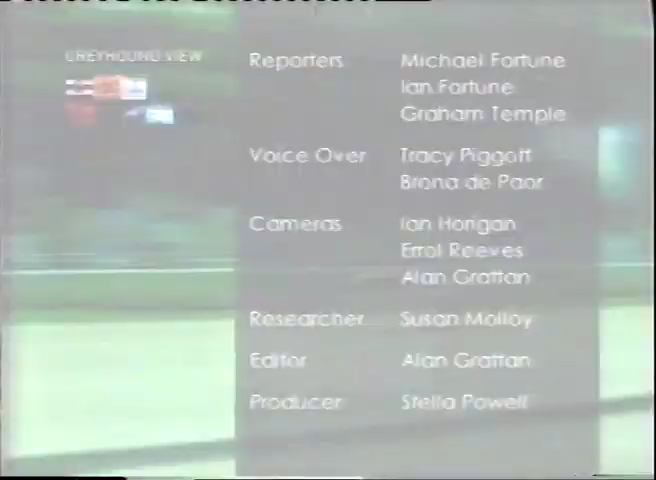 GREYHOUND VIEW
Reporters Michael Fortune
Ian Fortune
Graham Temple
Voice Over Tracy Piggott
Brona de Paor
Cameras Ian Horigan
Errol Reeves
Alan Grattan
Researcher Susan Molloy
Editor Alan Grattan
Producer Stella Powell